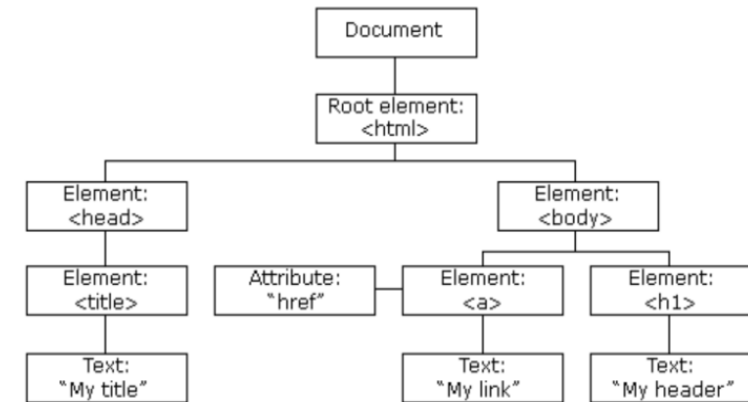 Document
Root element:
<html>
Element:
<head>
Element:
<body>
Element:
<title>
Attribute:
“href”
Element:
<a>
Element:
<h1>
Text:
“My title”
Text:
“My link”
Text:
“My header”